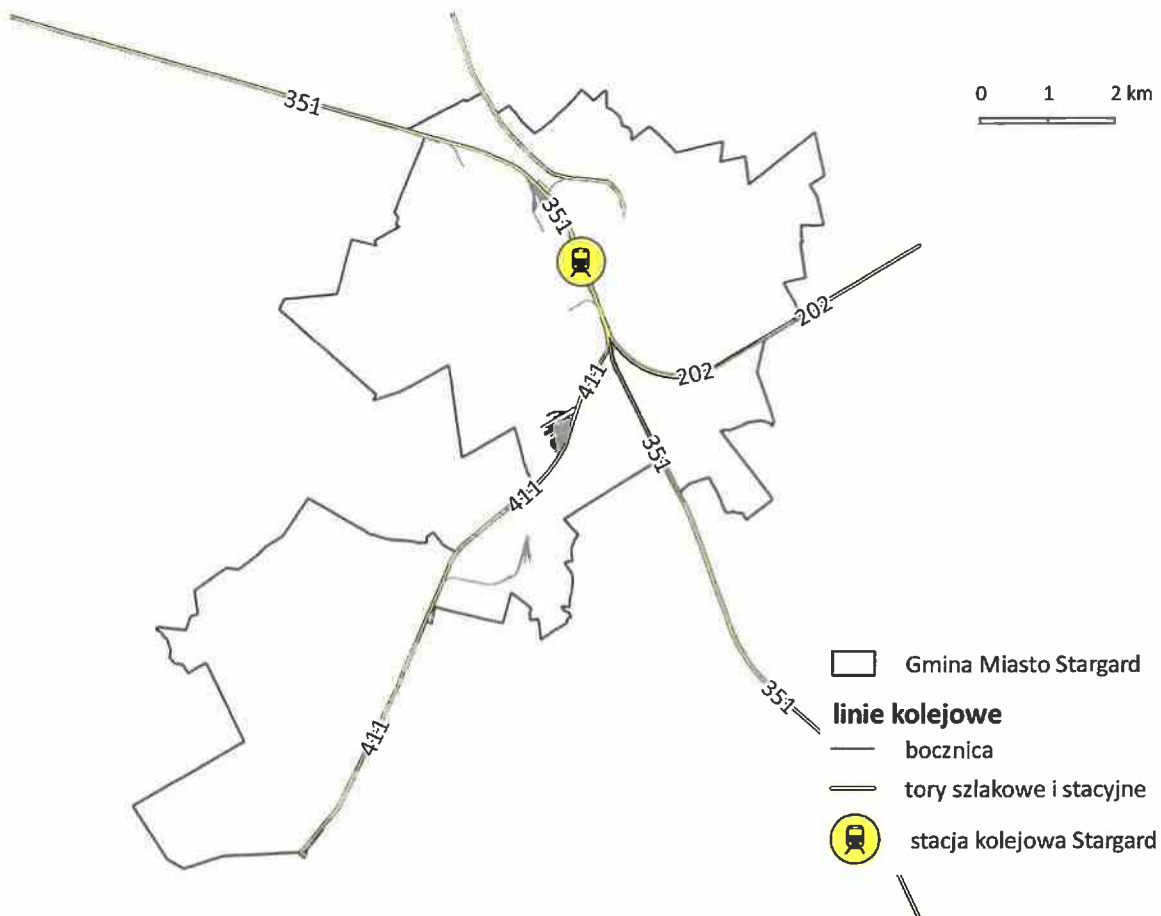 351
0 1 2 km
351
202
202
411
351
411
351
411
Gmina Miasto Stargard
linie kolejowe
bocznica
tory szlakowe i stacyjne
stacja kolejowa Stargard